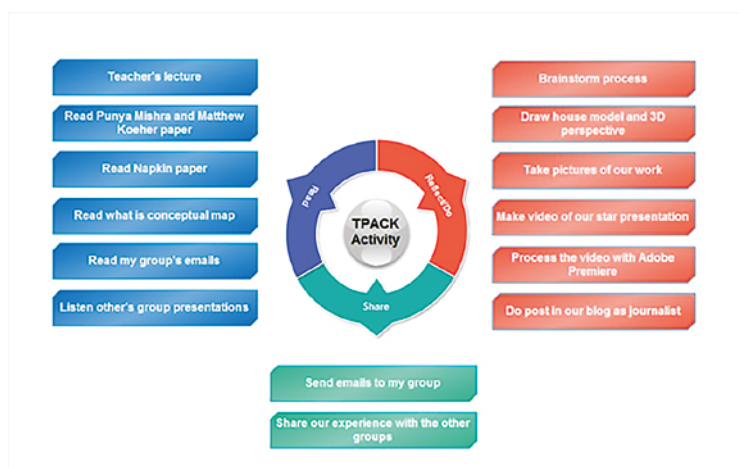 Teacher's lecture
Read Punya Mishra and Matthew
Koeher paper
Read Napkin paper
Read what is conceptual map
Read my group's emails
Listen other's group presentations
Read
Reflect/Do
TPACK
Activity
Share
Brainstorm process
Draw house model and 3D
perspective
Take pictures of our work
Make video of our star presentation
Process the video with Adobe
Premiere
Do post in our blog as journalist
Send emails to my group
Share our experience with the other
groups